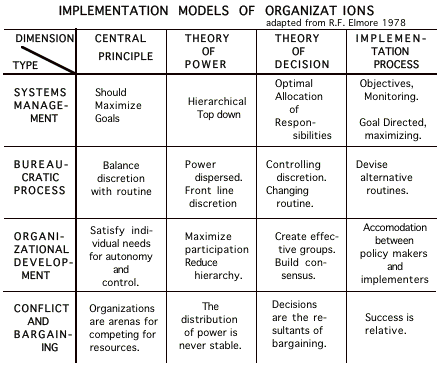 IMPLEMENTATION MODELS OF ORGANIZATIONS
adapted from R.F. Elmore 1978
DIMENSION
TYPE
CENTRAL
PRINCIPLE
THEORY
OF
POWER
THEORY
OF
DECISION
IMPLEMEN-
TATION
PROCESS
SYSTEMS
MANAGE-
MENT
Should
Maximize
Goals
Hierarchical
Top down
Optimal
Allocation
of
Respon-
sibilities
Objectives,
Monitoring.
Goal Directed,
maximizing.
BUREAU-
CRATIC
PROCESS
Balance
discretion
with routine
Power
dispersed.
Front line
discretion
Controlling
discretion.
Changing
routine.
Devise
alternative
routines.
ORGANI-
ZATIONAL
DEVELOP-
MENT
Satisfy indi-
vidual needs
for autonomy
and
control.
Maximize
participation
Reduce
hierarchy.
Create effec-
tive groups.
Build con-
sensus.
Accomodation
between
policy makers
and
implementers
CONFLICT
AND
BARGAIN-
ING
Organizations
are arenas for
competing for
resources.
The
distribution
of power is
never stable.
Decisions
are the re-
sultants of
bargaining.
Success is
relative.